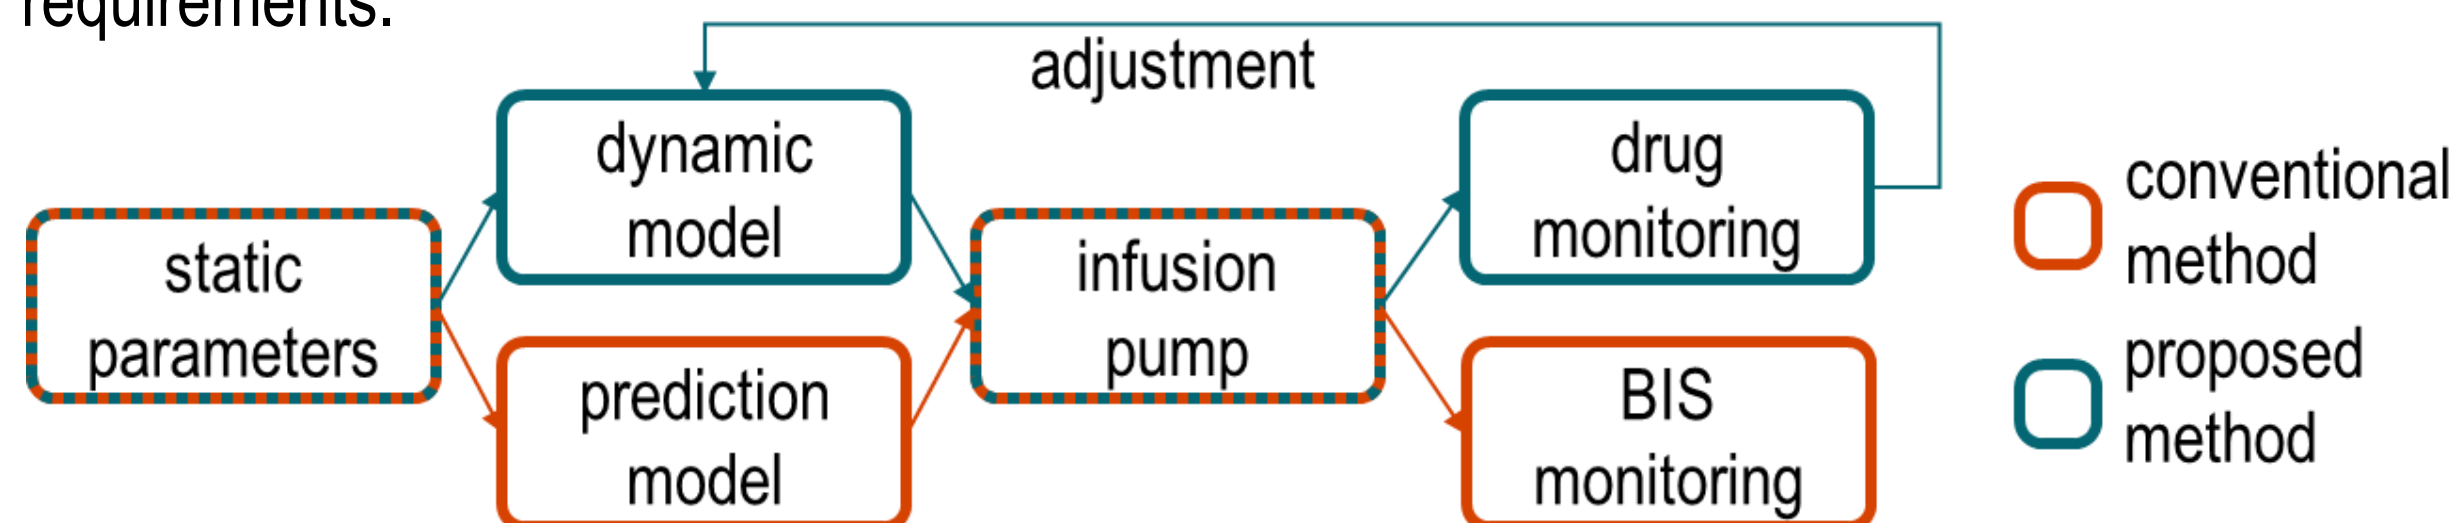 requirements.
adjustment
dynamic
model
drug
monitoring
static
parameters
infusion
pump
prediction
model
BIS
monitoring
conventional
method
proposed
method